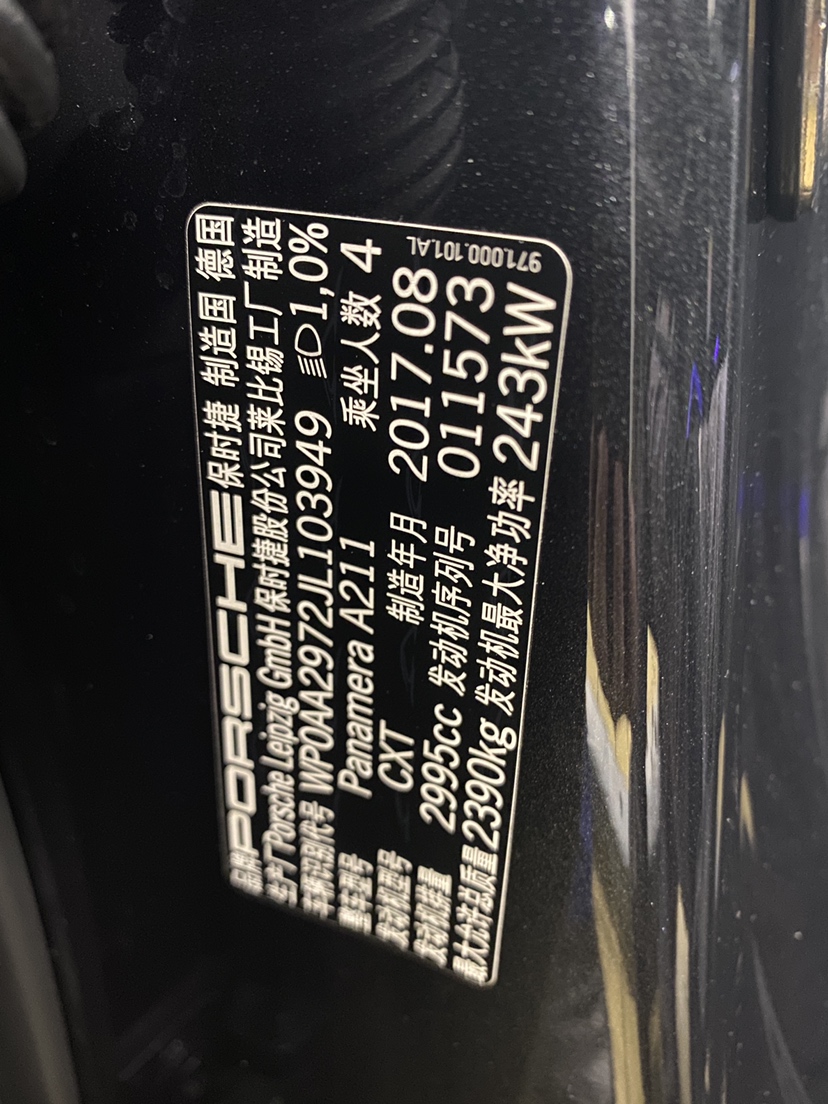 品牌 PORSCHE 保时捷 制造国 德国
生产厂 Porsche Leipzig GmbH 保时捷股份公司莱比锡工厂 制造
车辆识别代号 WP0AA2972JL103949 1,0%
整车型号 Panamera A211 乘坐人数 4
发动机型号 CXT 制造年月 2017.08
发动机排量 2995cc 发动机序列号 011573
最大允许总质量 2390kg 发动机最大净功率 243kW
971.000.101.AL